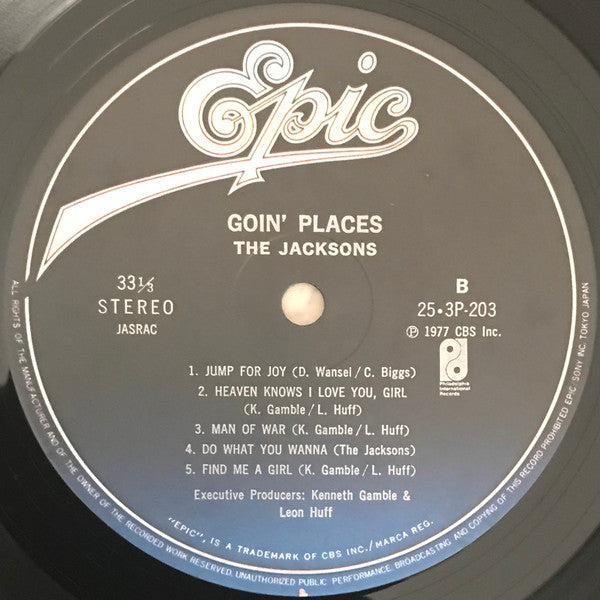 Epic
GOIN' PLACES
THE JACKSONS
33⅓
STEREO
JASRAC
B
25・3P-203
Ⓟ 1977 CBS Inc.
Philadelphia
International
Records
1. JUMP FOR JOY (D. Wansel/C. Biggs)
2. HEAVEN KNOWS I LOVE YOU, GIRL
(K. Gamble/L. Huff)
3. MAN OF WAR (K. Gamble/L. Huff)
4. DO WHAT YOU WANNA (The Jacksons)
5. FIND ME A GIRL (K. Gamble/L. Huff)
Executive Producers: Kenneth Gamble &
Leon Huff
"EPIC", IS A TRADEMARK OF CBS INC./MARCA REG.
ALL RIGHTS OF THE MANUFACTURER AND OF THE OWNER OF THE RECORDED WORK RESERVED. UNAUTHORIZED PUBLIC PERFORMANCE, BROADCASTING AND COPYING OF THIS RECORD PROHIBITED EPIC・SONY INC. TOKYO JAPAN